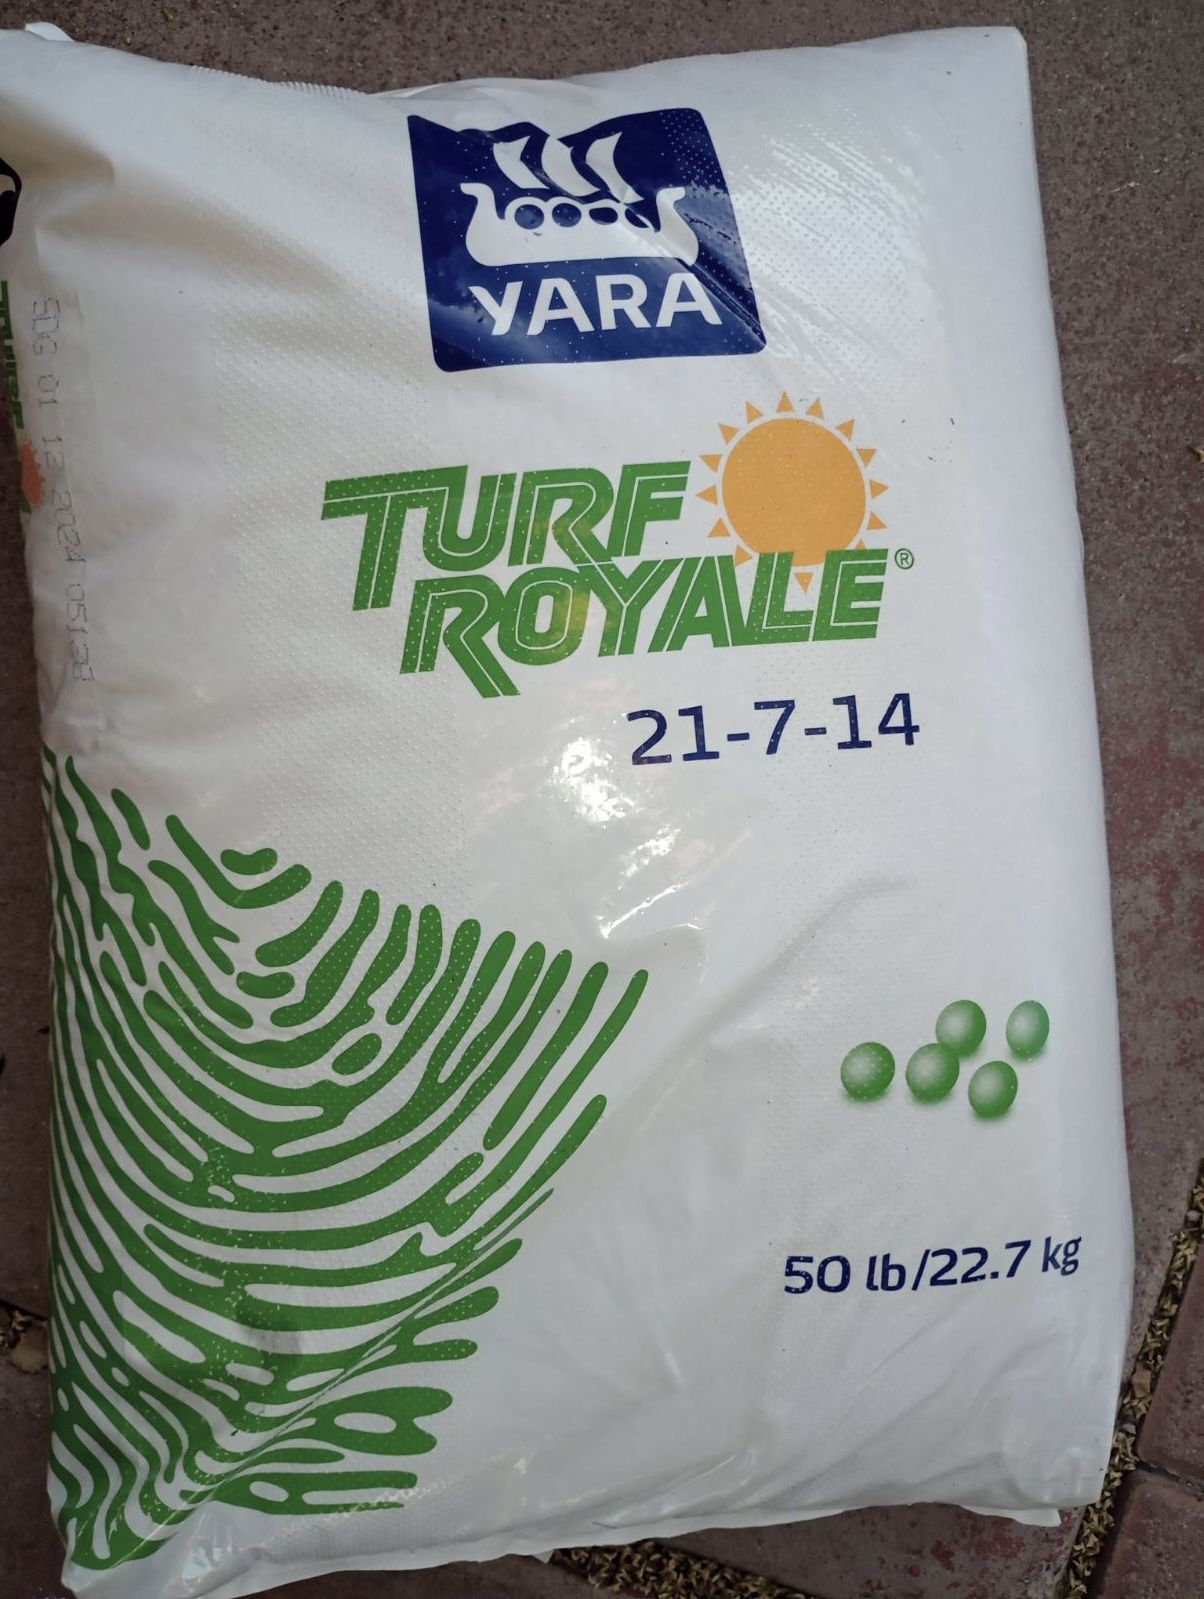 YARA
TURF
ROYALE®
21-7-14
50 lb/22.7 kg